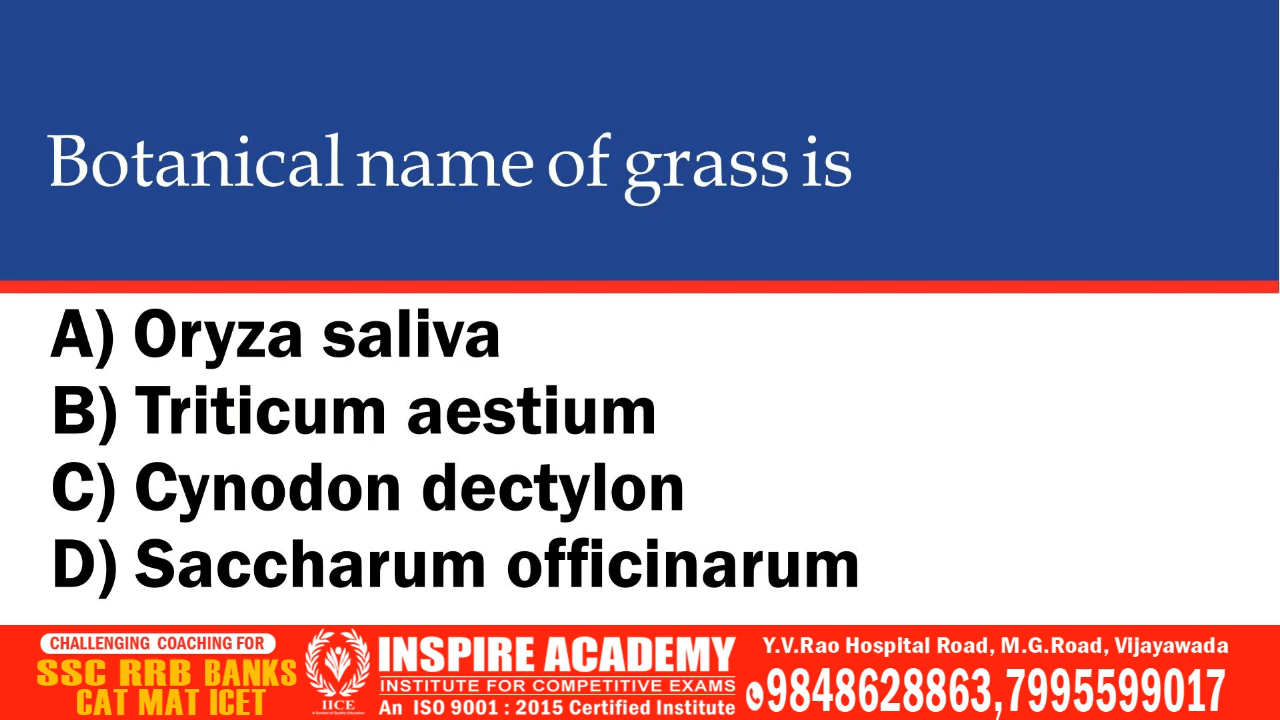 Botanical name of grass is
A) Oryza saliva
B) Triticum aestium
C) Cynodon dectylon
D) Saccharum officinarum
CHALLENGING COACHING FOR
SSC RRB BANKS
CAT MAT ICET
IICE
INSPIRE ACADEMY
INSTITUTE FOR COMPETITIVE EXAMS
An ISO 9001 : 2015 Certified Institute
Y.V.Rao Hospital Road, M.G.Road, Vijayawada
9848628863,7995599017